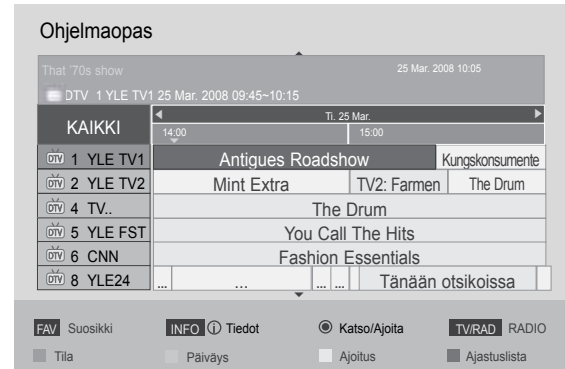 Ohjelmaopas
That ’70s show
25 Mar. 2008 10:05
DTV 1 YLE TV1 25 Mar. 2008 09:45~10:15
KAIKKI
Ti. 25 Mar.
14:00 15:00
DTV 1 YLE TV1 Antigues Roadshow Kungskonsumente
DTV 2 YLE TV2 Mint Extra TV2: Farmen The Drum
DTV 4 TV.. The Drum
DTV 5 YLE FST You Call The Hits
DTV 6 CNN Fashion Essentials
DTV 8 YLE24 ... ... ... ... Tänään otsikoissa
FAV Suosikki INFO i Tiedot Katso/Ajoita TV/RAD RADIO
Tila Päiväys Ajoitus Ajastuslista